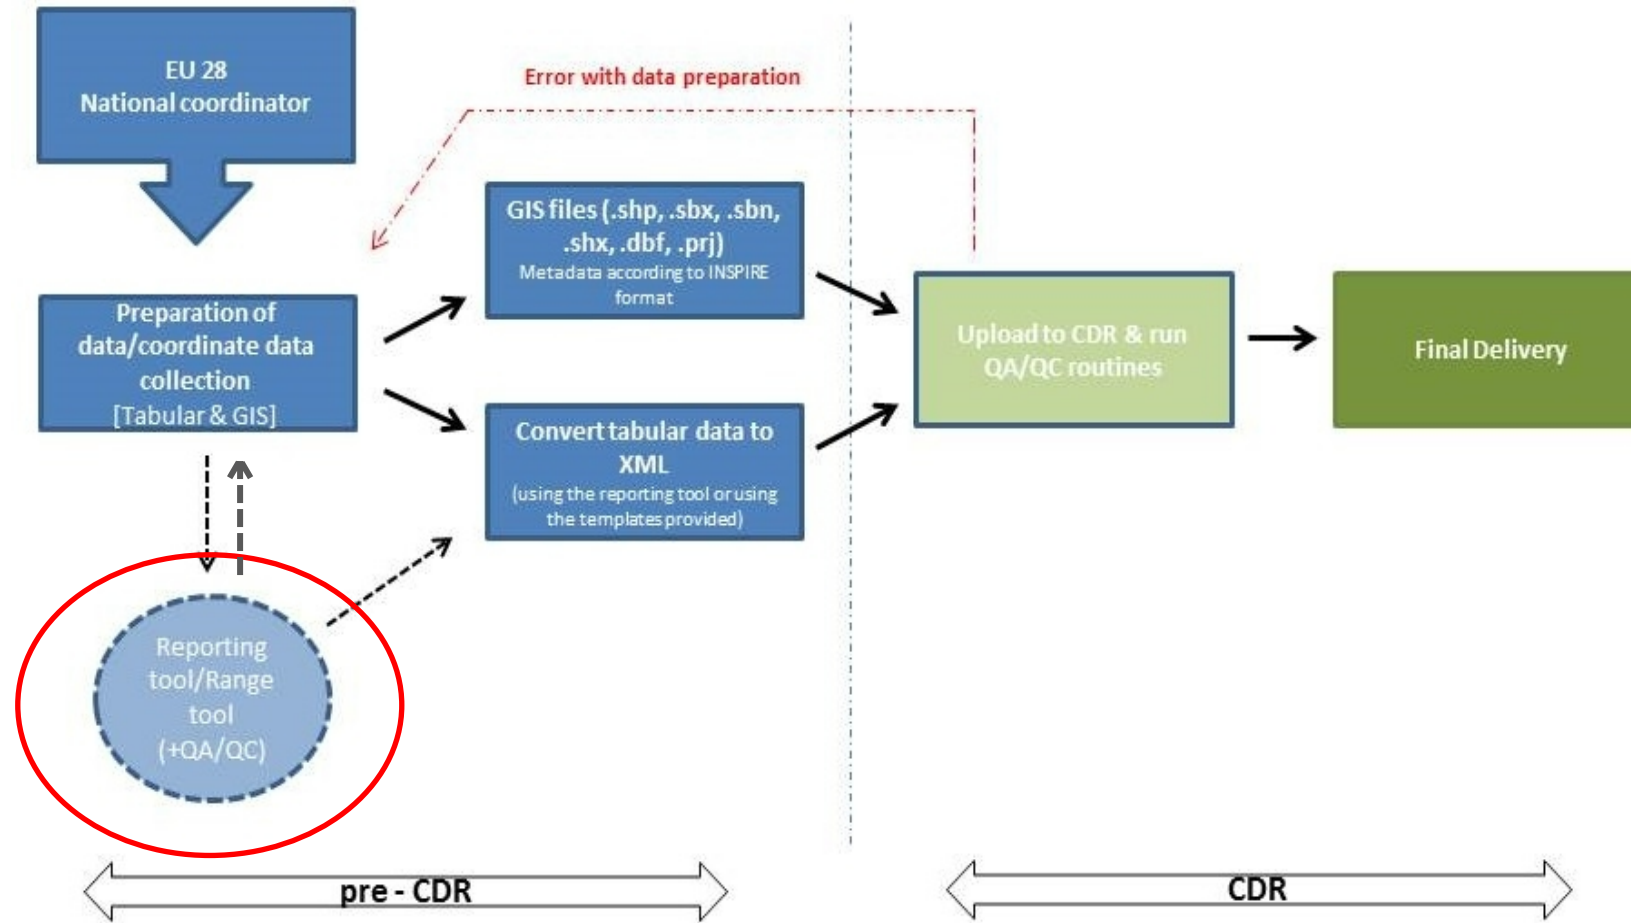 EU 28
National coordinator
Error with data preparation
GIS files (.shp, .sbx, .sbn,
.shx, .dbf, .prj)
Metadata according to INSPIRE
format
Preparation of
data/coordinate data
collection
[Tabular & GIS]
Upload to CDR & run
QA/QC routines
Final Delivery
Convert tabular data to
XML
(using the reporting tool or using
the templates provided)
Reporting
tool/Range
tool
(+QA/QC)
pre - CDR
CDR